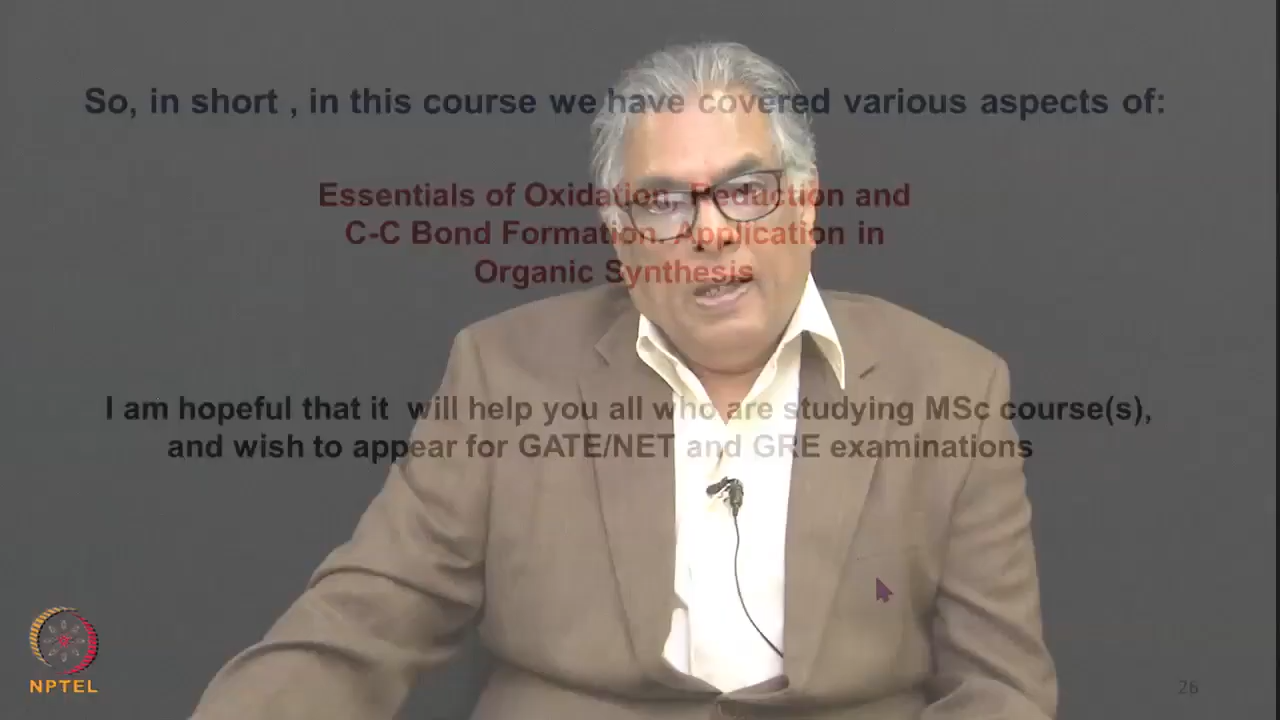 So, in short , in this course we have covered various aspects of:
Essentials of Oxidation, Reduction and
C-C Bond Formation. Application in
Organic Synthesis
I am hopeful that it will help you all who are studying MSc course(s),
and wish to appear for GATE/NET and GRE examinations
NPTEL
26